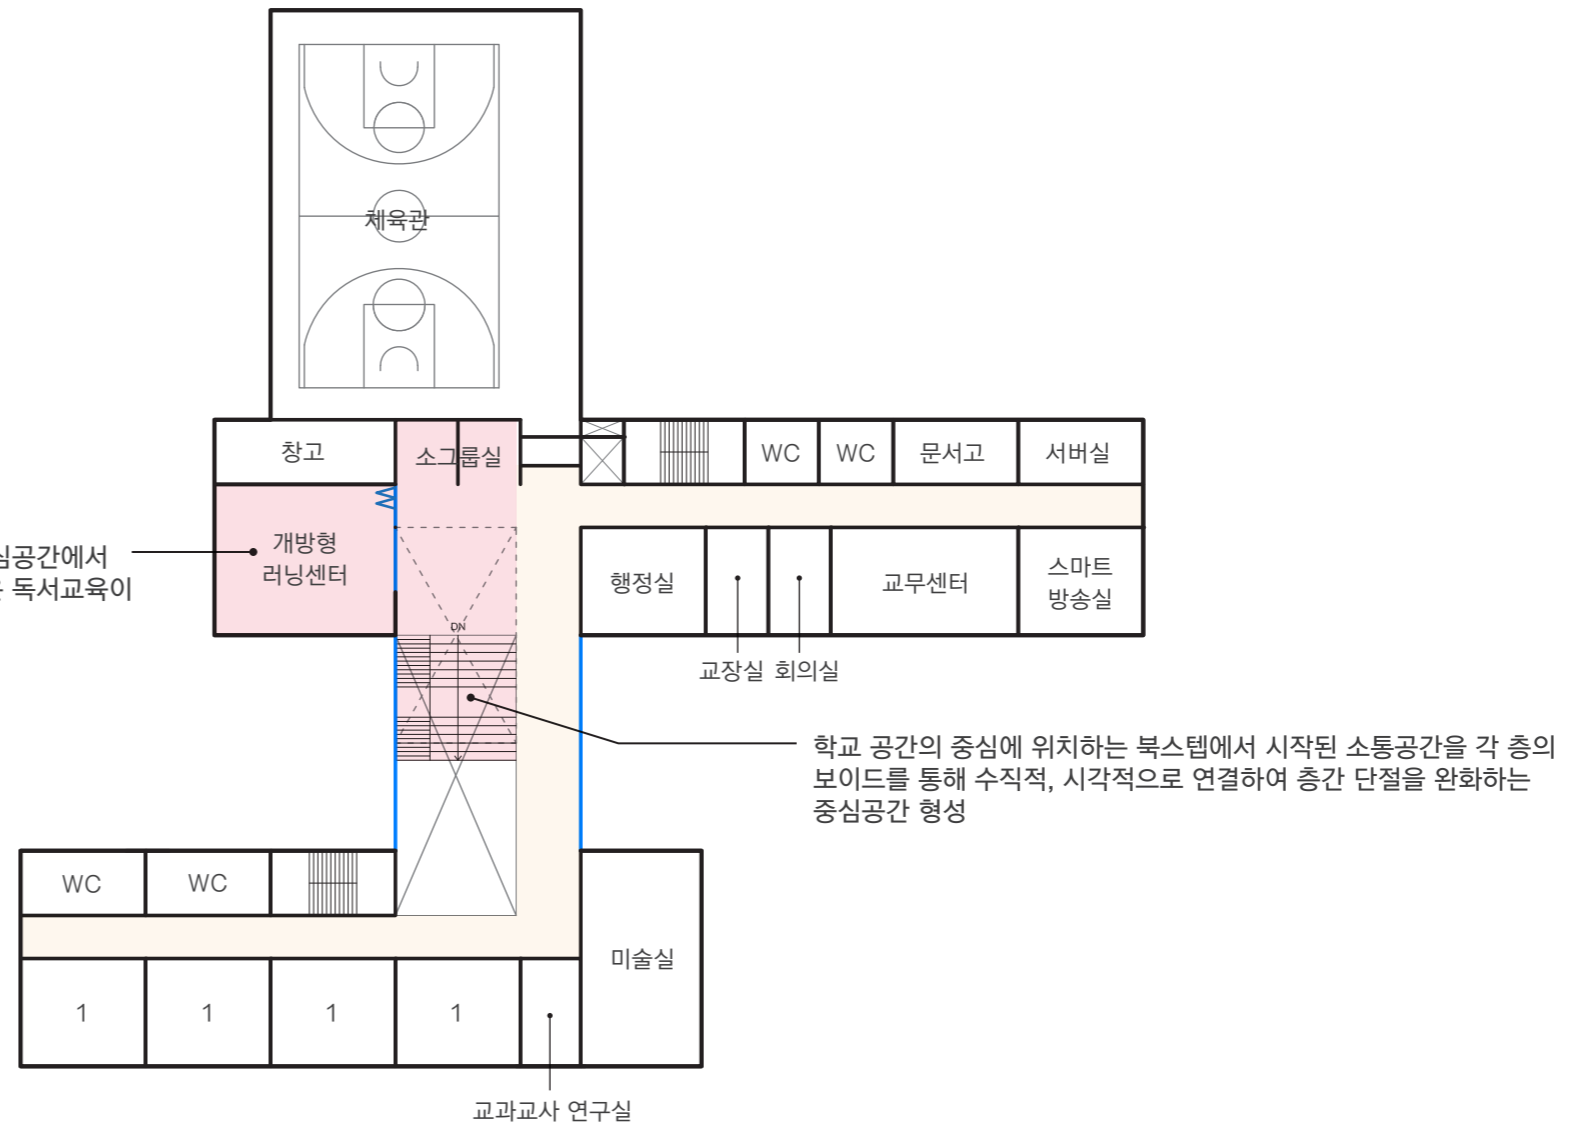 체육관
창고
소그룹실
WC
WC
문서고
서버실
개방형
러닝센터
심공간에서
독서교육이
행정실
교무센터
스마트
방송실
DN
교장실 회의실
학교 공간의 중심에 위치하는 북스텝에서 시작된 소통공간을 각 층의
보이드를 통해 수직적, 시각적으로 연결하여 층간 단절을 완화하는
중심공간 형성
WC
WC
미술실
1
1
1
1
교과교사 연구실